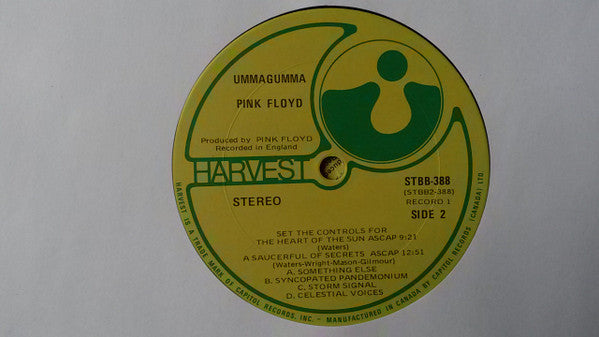 UMMAGUMMA
PINK FLOYD
Produced by PINK FLOYD
Recorded in England
HARVEST
STEREO
STBB-388
(STBB2-388)
RECORD 1
SIDE 2
SET THE CONTROLS FOR
THE HEART OF THE SUN ASCAP 9:21
(Waters)
A SAUCERFUL OF SECRETS ASCAP 12:51
(Waters-Wright-Mason-Gilmour)
A. SOMETHING ELSE
B. SYNCOPATED PANDEMONIUM
C. STORM SIGNAL
D. CELESTIAL VOICES
HARVEST IS A TRADE MARK OF CAPITOL RECORDS, INC. – MANUFACTURED IN CANADA BY CAPITOL RECORDS (CANADA) LTD.